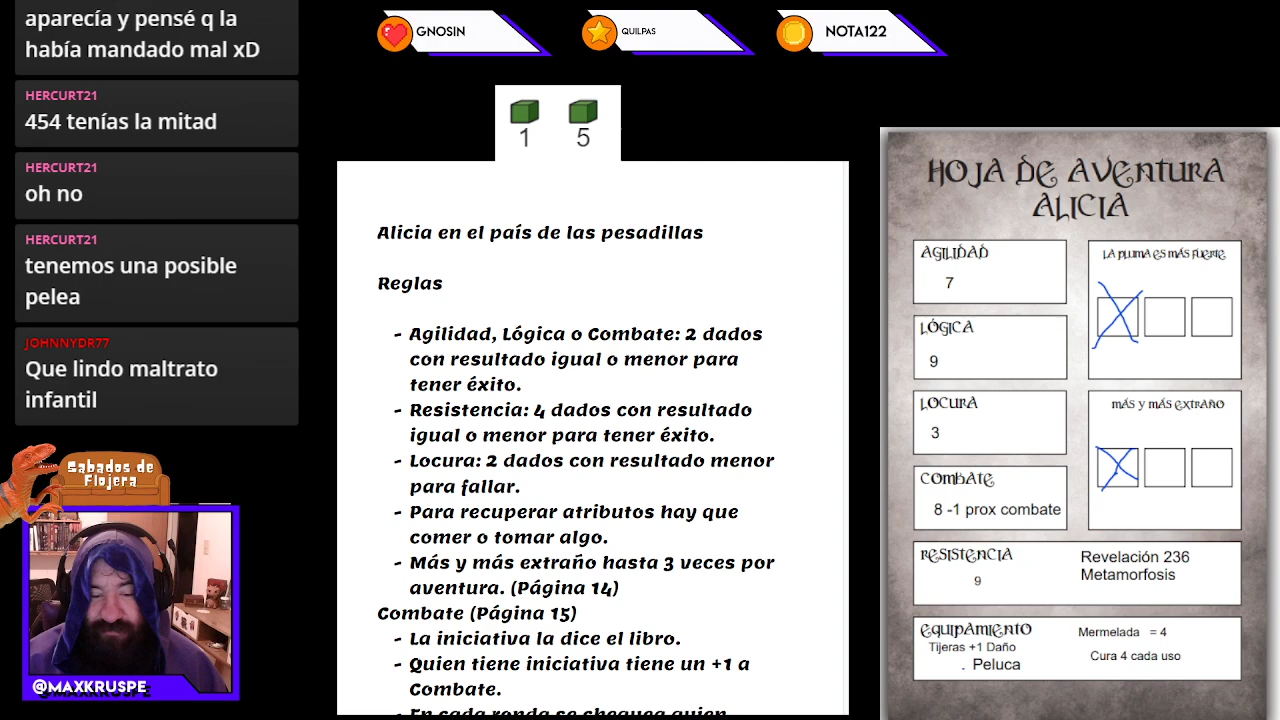 aparecía y pensé q la
había mandado mal xD
HERCURT21
454 tenías la mitad
HERCURT21
oh no
HERCURT21
tenemos una posible
pelea
JOHNNYDR77
Que lindo maltrato
infantil
Sabados de
Flojera
@MAXKRUSPE
GNOSIN
QUILPAS
NOTA122
1 5
Alicia en el país de las pesadillas
Reglas
- Agilidad, Lógica o Combate: 2 dados
con resultado igual o menor para
tener éxito.
- Resistencia: 4 dados con resultado
igual o menor para tener éxito.
- Locura: 2 dados con resultado menor
para fallar.
- Para recuperar atributos hay que
comer o tomar algo.
- Más y más extraño hasta 3 veces por
aventura. (Página 14)
Combate (Página 15)
- La iniciativa la dice el libro.
- Quien tiene iniciativa tiene un +1 a
Combate.
- En cada ronda se chequea quien
HOJA DE AVENTURA
ALICIA
AGILIDAD
7
LÓGICA
9
LOCURA
3
COMBATE
8 -1 prox combate
LA PLUMA ES MÁS FUERTE
MÁS Y MÁS EXTRAÑO
RESISTENCIA
9
Revelación 236
Metamorfosis
EQUIPAMIENTO
Tijeras +1 Daño
. Peluca
Mermelada = 4
Cura 4 cada uso